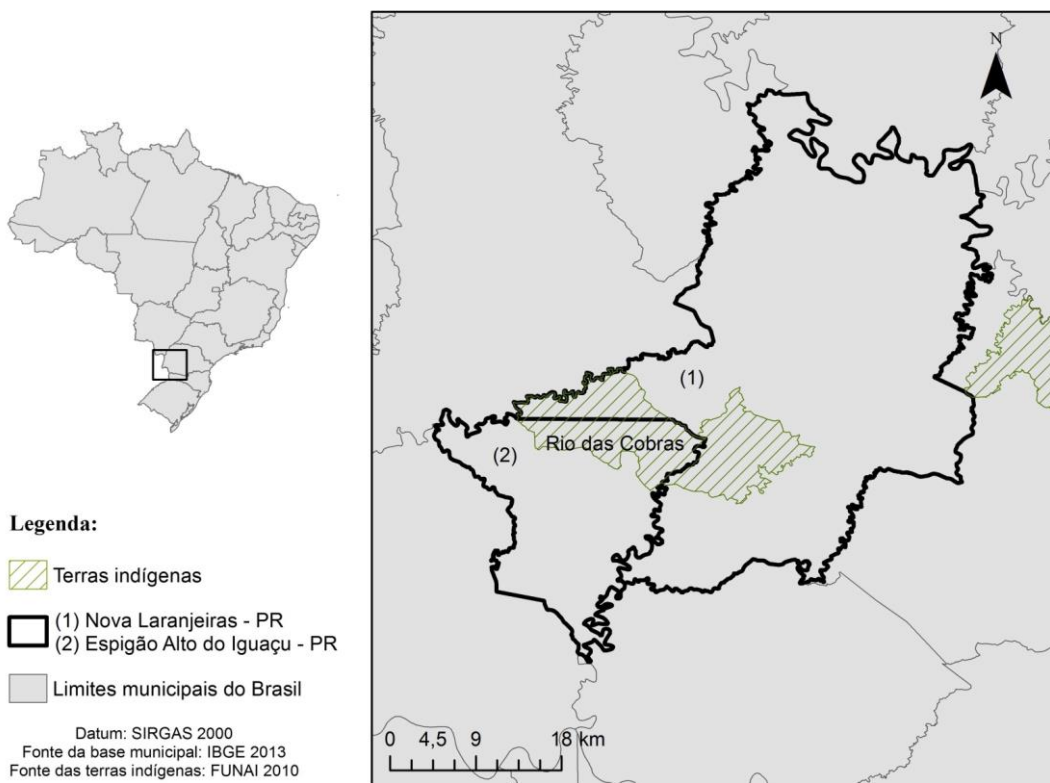 N
(1)
Rio das Cobras
(2)
Legenda:
Terras indígenas
(1) Nova Laranjeiras - PR
(2) Espigão Alto do Iguaçu - PR
Limites municipais do Brasil
Datum: SIRGAS 2000
Fonte da base municipal: IBGE 2013
Fonte das terras indígenas: FUNAI 2010
0 4,5 9 18 km